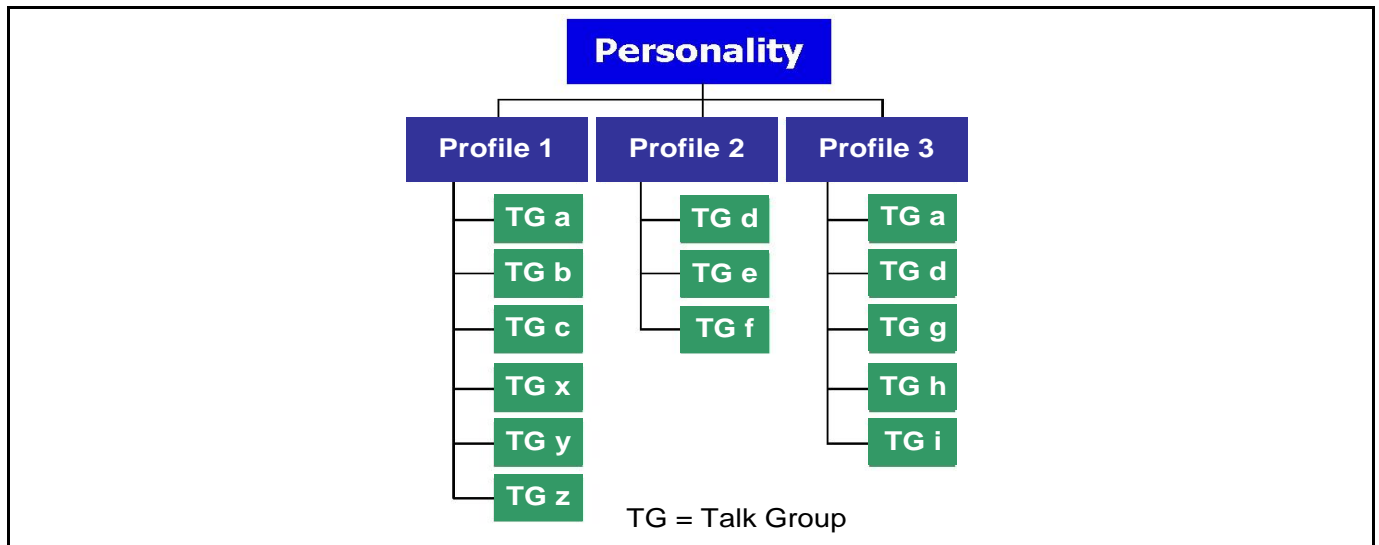 Personality
Profile 1
Profile 2
Profile 3
TG a
TG b
TG c
TG x
TG y
TG z
TG d
TG e
TG f
TG a
TG d
TG g
TG h
TG i
TG = Talk Group